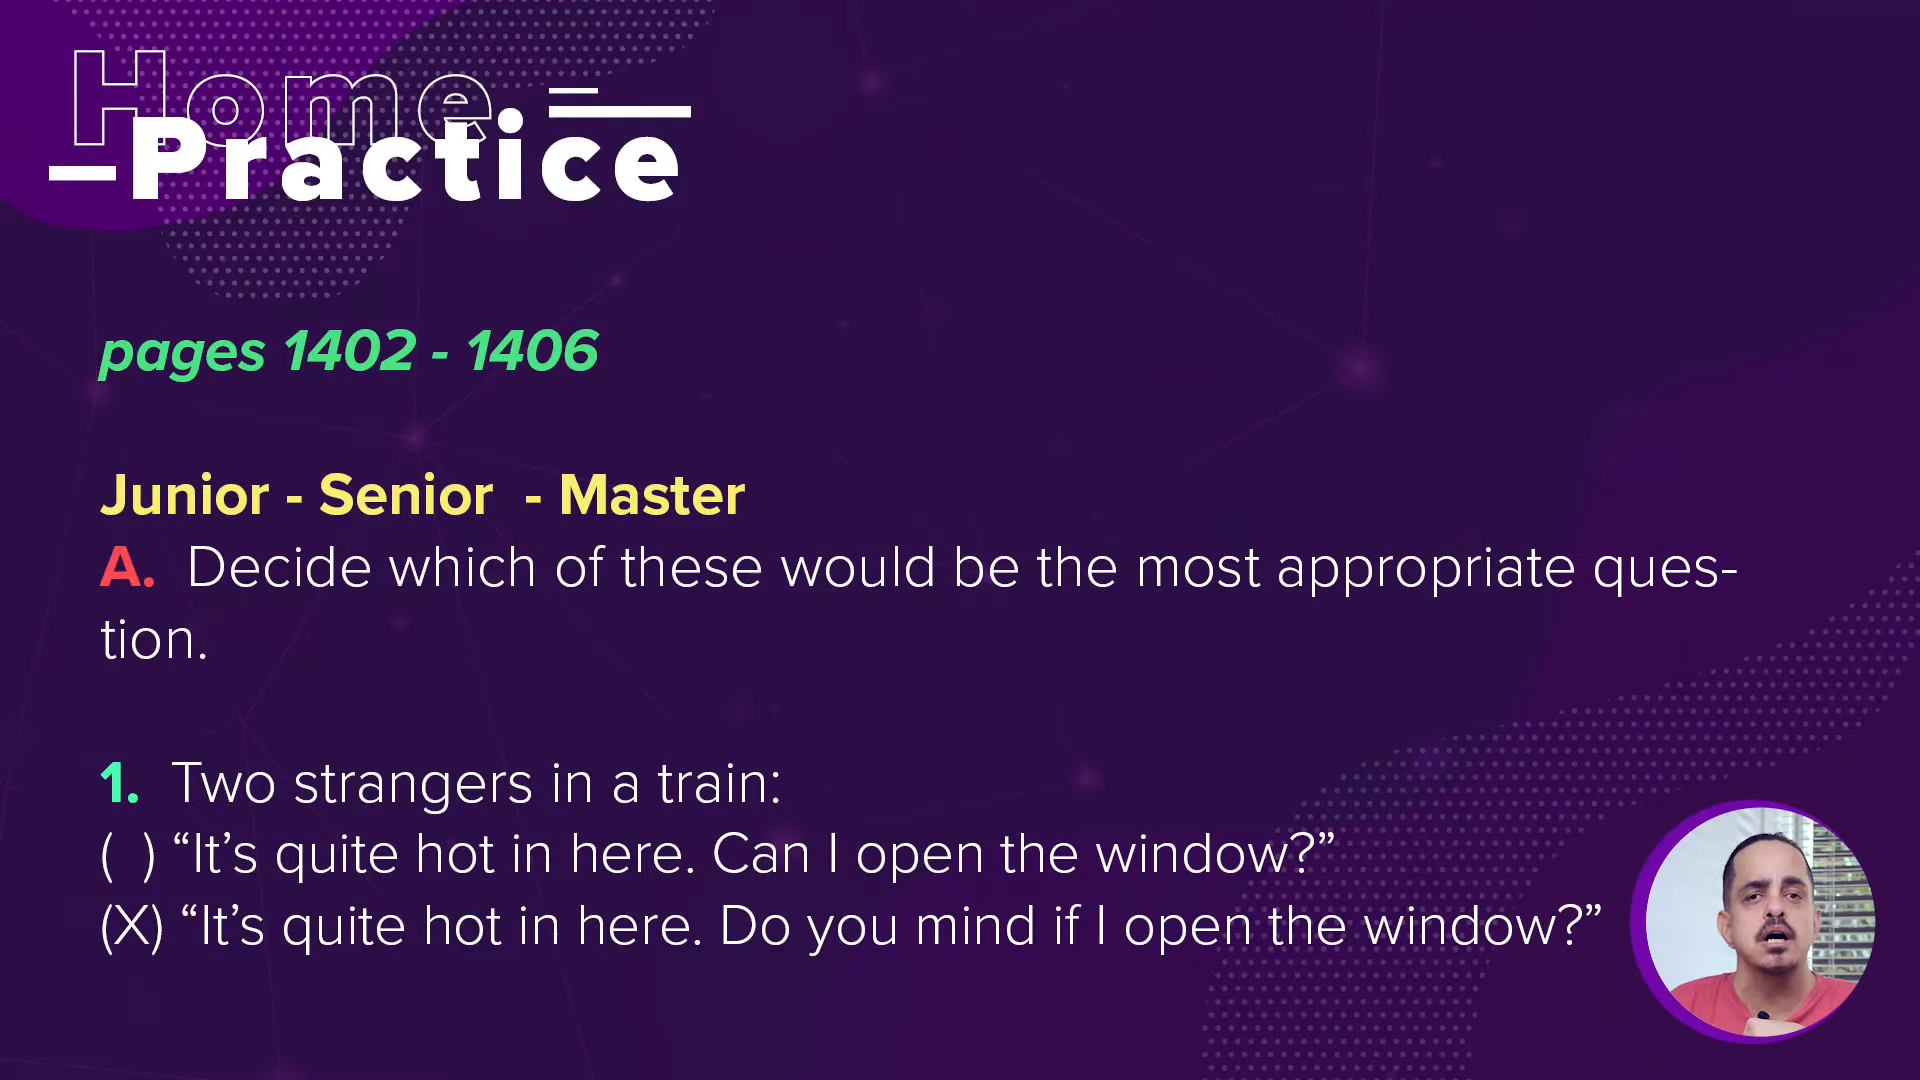 Home
Practice
pages 1402 - 1406
Junior - Senior - Master
A. Decide which of these would be the most appropriate ques-
tion.
1. Two strangers in a train:
( ) “It’s quite hot in here. Can I open the window?”
(X) “It’s quite hot in here. Do you mind if I open the window?”